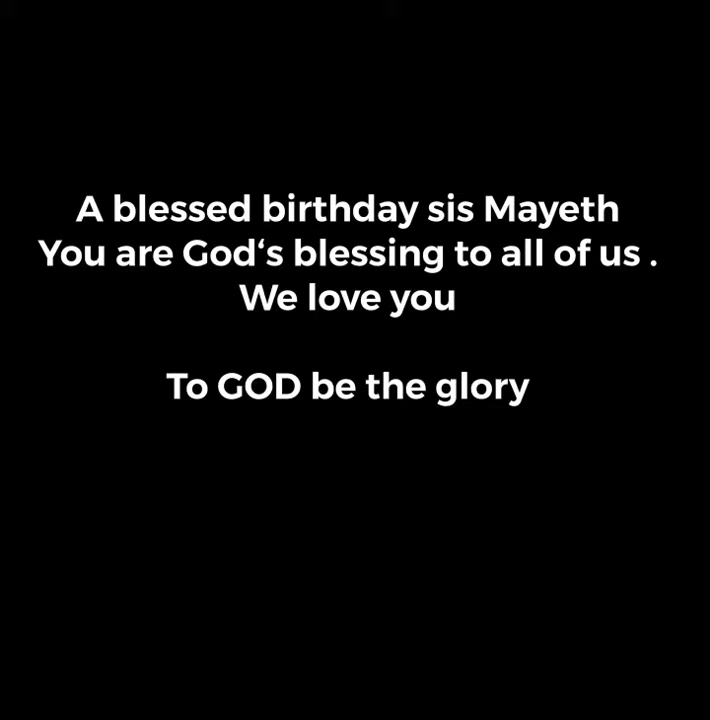 A blessed birthday sis Mayeth
You are God‘s blessing to all of us .
We love you
To GOD be the glory